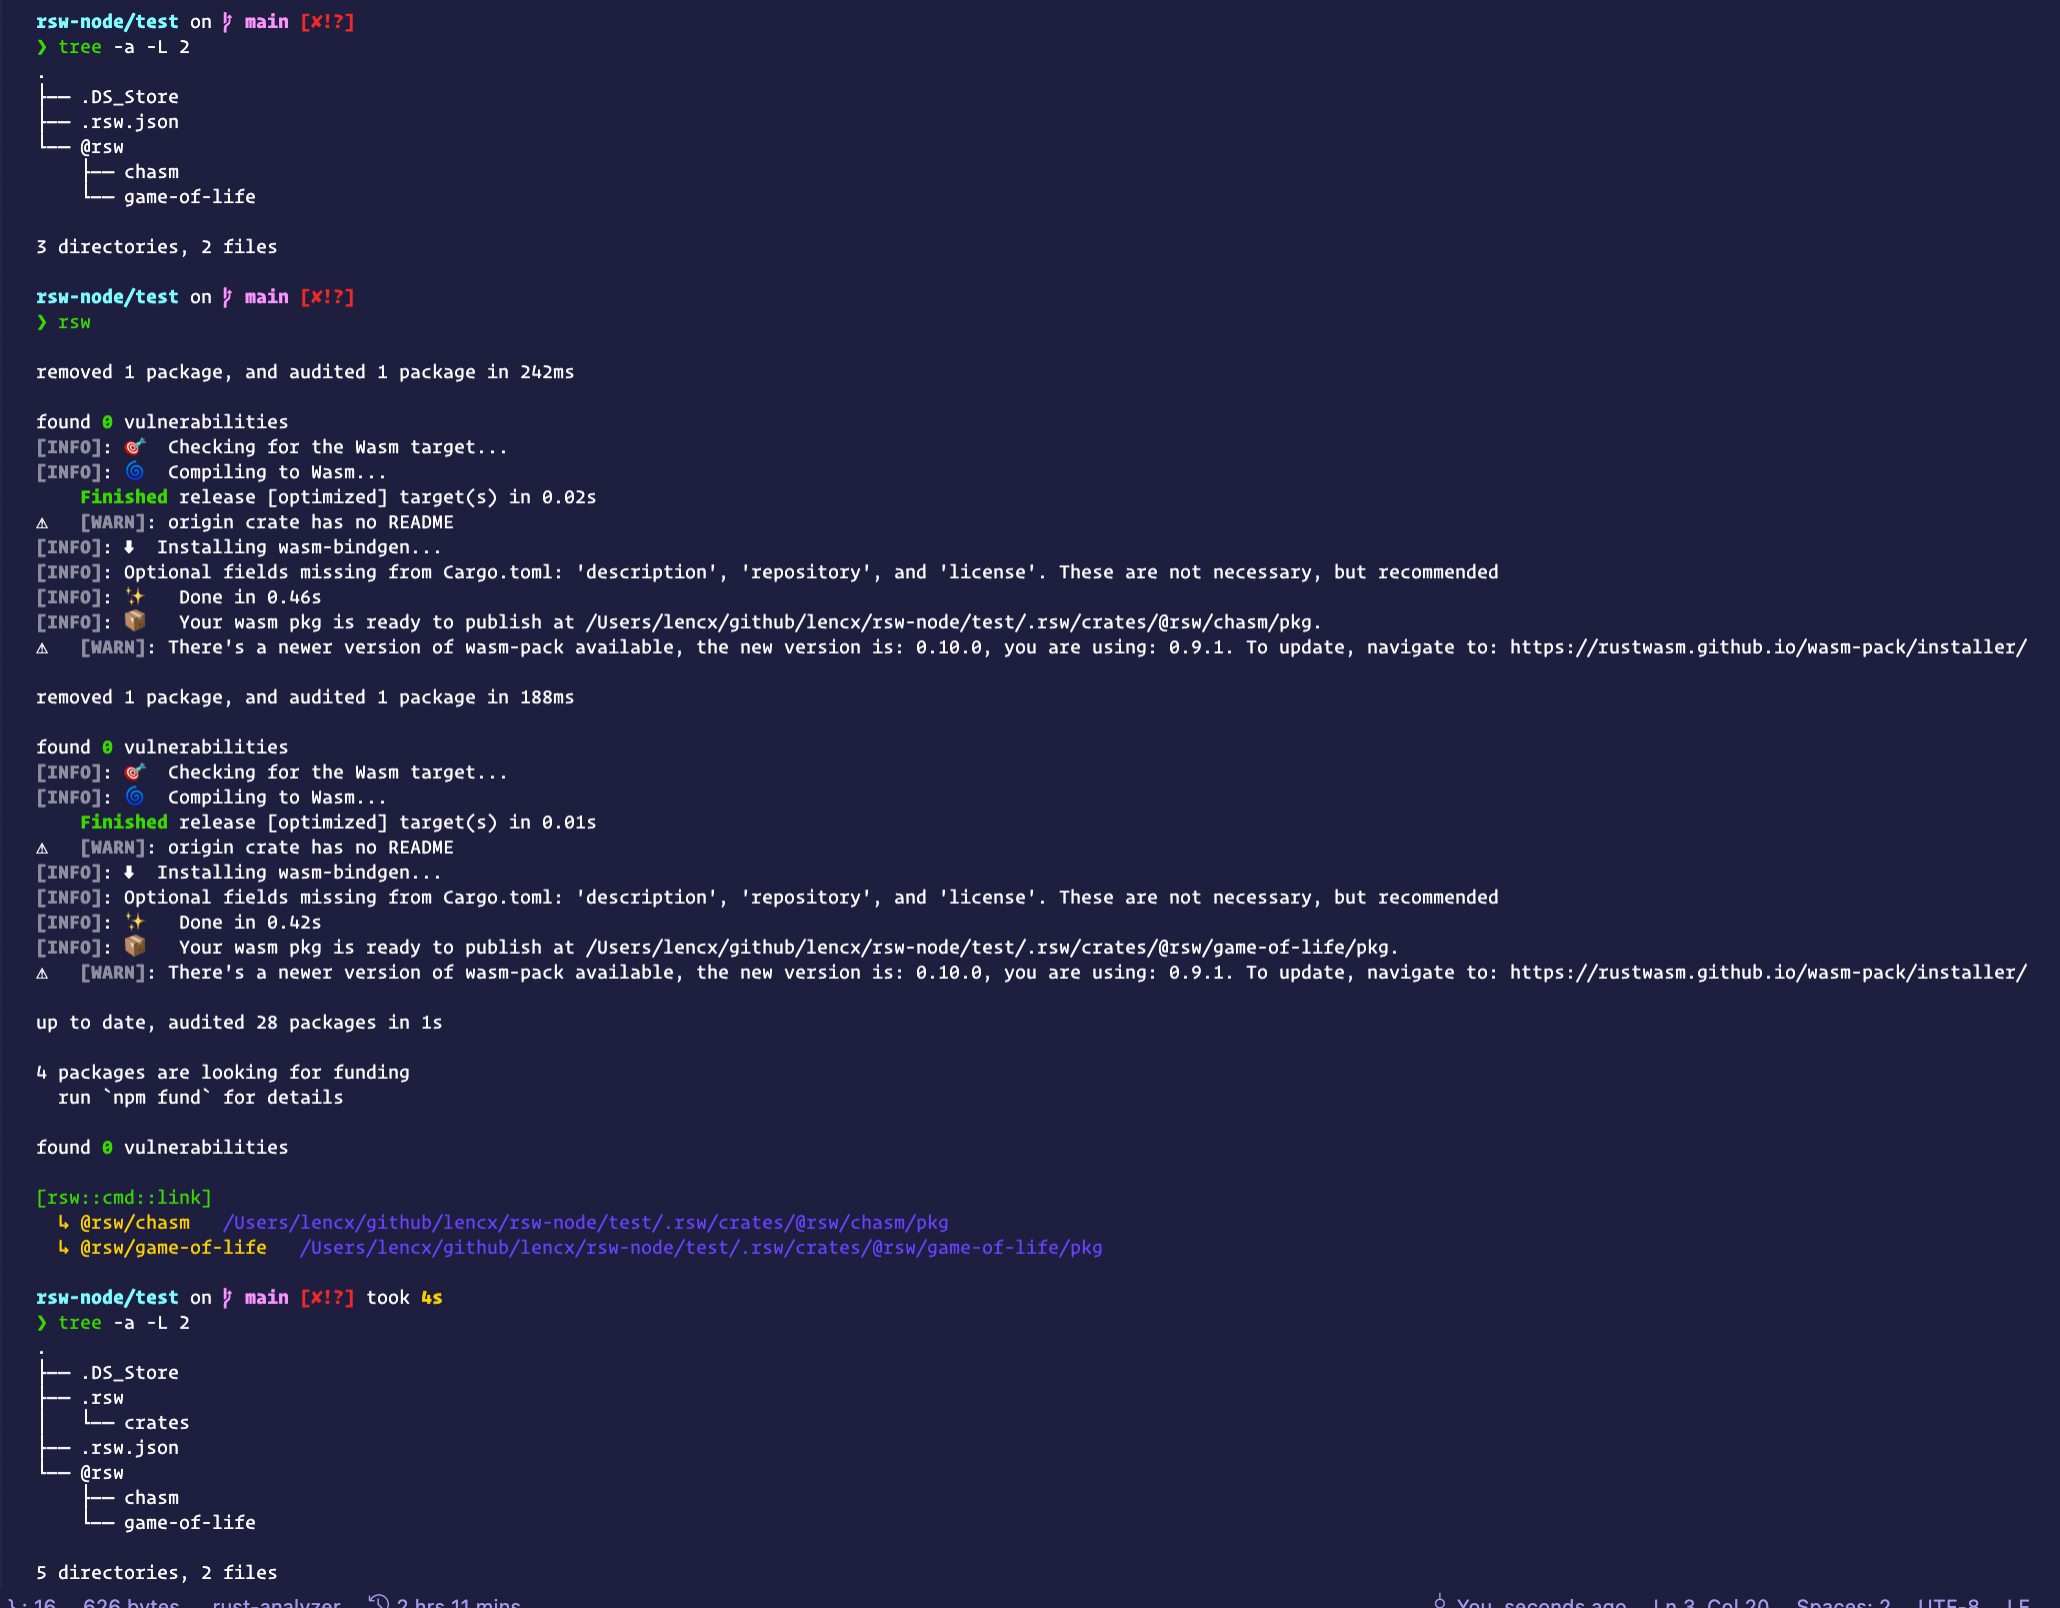 rsw-node/test on main [✘!?]
❯ tree -a -L 2
.
├── .DS_Store
├── .rsw.json
└── @rsw
    ├── chasm
    └── game-of-life
3 directories, 2 files
rsw-node/test on main [✘!?]
❯ rsw
removed 1 package, and audited 1 package in 242ms
found 0 vulnerabilities
[INFO]: 🎯  Checking for the Wasm target...
[INFO]: 🌀  Compiling to Wasm...
    Finished release [optimized] target(s) in 0.02s
⚠   [WARN]: origin crate has no README
[INFO]: ⬇  Installing wasm-bindgen...
[INFO]: Optional fields missing from Cargo.toml: 'description', 'repository', and 'license'. These are not necessary, but recommended
[INFO]: ✨   Done in 0.46s
[INFO]: 📦   Your wasm pkg is ready to publish at /Users/lencx/github/lencx/rsw-node/test/.rsw/crates/@rsw/chasm/pkg.
⚠   [WARN]: There's a newer version of wasm-pack available, the new version is: 0.10.0, you are using: 0.9.1. To update, navigate to: https://rustwasm.github.io/wasm-pack/installer/
removed 1 package, and audited 1 package in 188ms
found 0 vulnerabilities
[INFO]: 🎯  Checking for the Wasm target...
[INFO]: 🌀  Compiling to Wasm...
    Finished release [optimized] target(s) in 0.01s
⚠   [WARN]: origin crate has no README
[INFO]: ⬇  Installing wasm-bindgen...
[INFO]: Optional fields missing from Cargo.toml: 'description', 'repository', and 'license'. These are not necessary, but recommended
[INFO]: ✨   Done in 0.42s
[INFO]: 📦   Your wasm pkg is ready to publish at /Users/lencx/github/lencx/rsw-node/test/.rsw/crates/@rsw/game-of-life/pkg.
⚠   [WARN]: There's a newer version of wasm-pack available, the new version is: 0.10.0, you are using: 0.9.1. To update, navigate to: https://rustwasm.github.io/wasm-pack/installer/
up to date, audited 28 packages in 1s
4 packages are looking for funding
  run `npm fund` for details
found 0 vulnerabilities
[rsw::cmd::link]
  ↳ @rsw/chasm   /Users/lencx/github/lencx/rsw-node/test/.rsw/crates/@rsw/chasm/pkg
  ↳ @rsw/game-of-life   /Users/lencx/github/lencx/rsw-node/test/.rsw/crates/@rsw/game-of-life/pkg
rsw-node/test on main [✘!?] took 4s
❯ tree -a -L 2
.
├── .DS_Store
├── .rsw
│   └── crates
├── .rsw.json
└── @rsw
    ├── chasm
    └── game-of-life
5 directories, 2 files
}: 16   626 bytes   rust-analyzer   2 hrs 11 mins   You, seconds ago   Ln 3, Col 20   Spaces: 2   UTF-8   LF